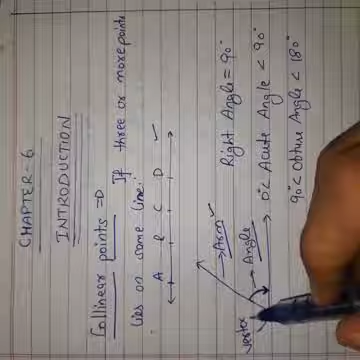 CHAPTER-6
INTRODUCTION
Collinear points =D If three or more points
lies on same line.
A B C D
Right Angle = 90°
Arm
0°< Acute Angle < 90°
Angle
90°< Obtuse Angle < 180°
Vertex